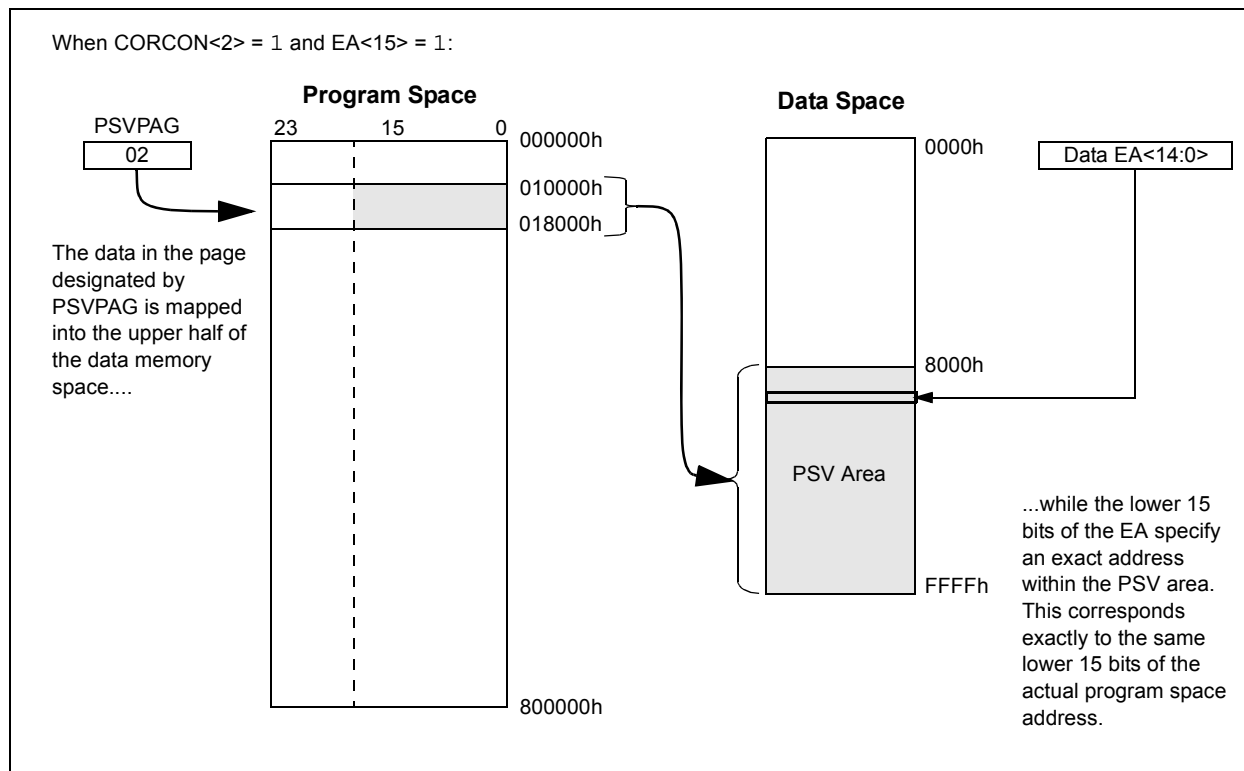 When CORCON<2> = 1 and EA<15> = 1:
Program Space
Data Space
PSVPAG
02
23 15 0
000000h
010000h
018000h
800000h
The data in the page
designated by
PSVPAG is mapped
into the upper half of
the data memory
space....
0000h
8000h
FFFFh
PSV Area
Data EA<14:0>
...while the lower 15
bits of the EA specify
an exact address
within the PSV area.
This corresponds
exactly to the same
lower 15 bits of the
actual program space
address.